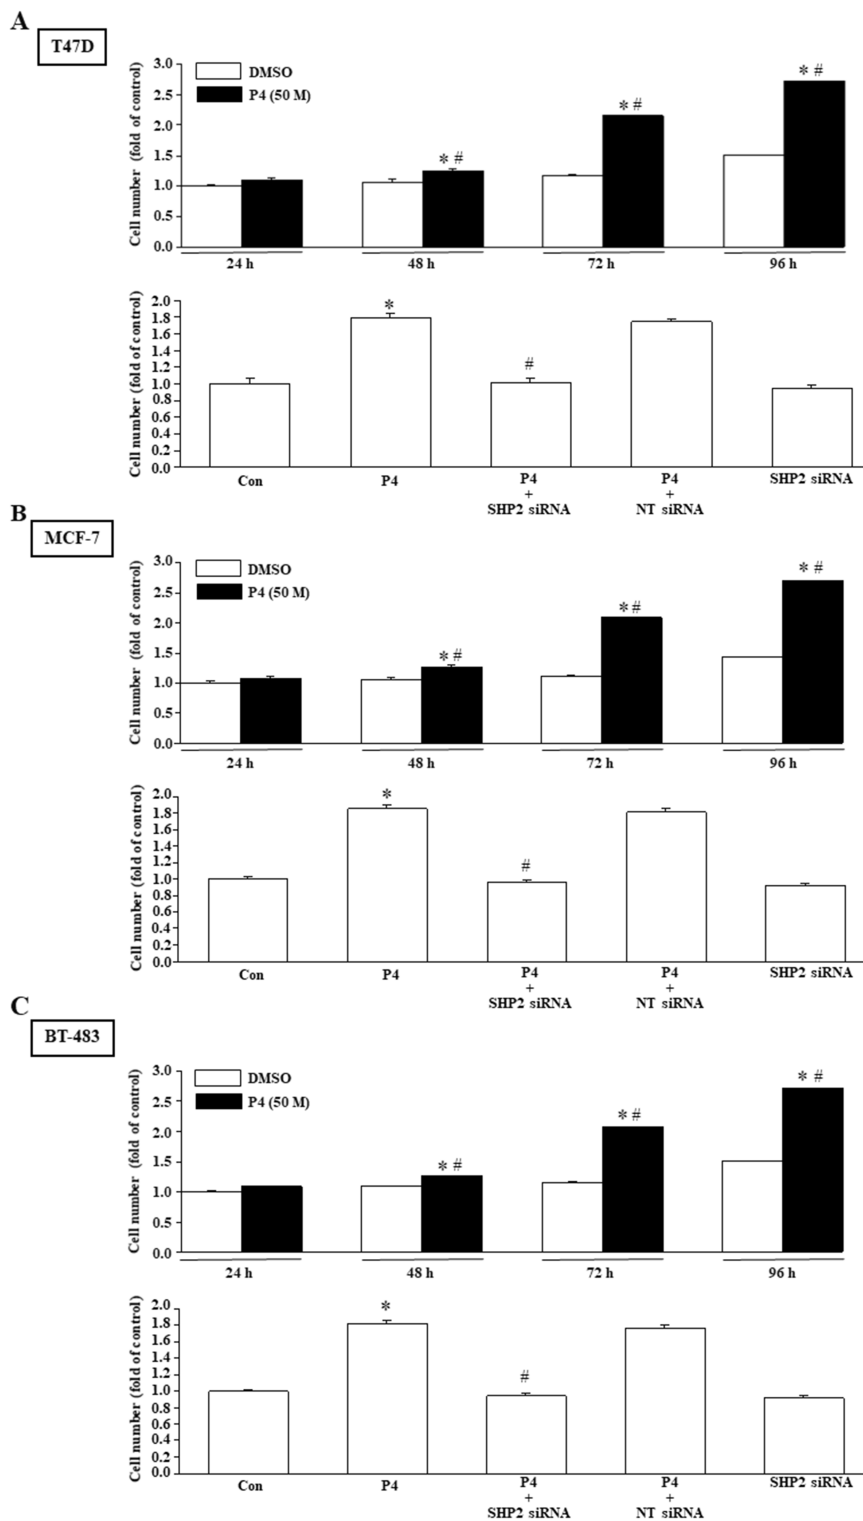 A
T47D
Cell number (fold of control)
3.0
2.5
2.0
1.5
1.0
0.5
0.0
DMSO
P4 (50 M)
* #
* #
* #
24 h
48 h
72 h
96 h
Cell number (fold of control)
2.0
1.8
1.6
1.4
1.2
1.0
0.8
0.6
0.4
0.2
0.0
*
#
Con
P4
P4
+
SHP2 siRNA
P4
+
NT siRNA
SHP2 siRNA
B
MCF-7
Cell number (fold of control)
3.0
2.5
2.0
1.5
1.0
0.5
0.0
DMSO
P4 (50 M)
* #
* #
* #
24 h
48 h
72 h
96 h
Cell number (fold of control)
2.0
1.8
1.6
1.4
1.2
1.0
0.8
0.6
0.4
0.2
0.0
*
#
Con
P4
P4
+
SHP2 siRNA
P4
+
NT siRNA
SHP2 siRNA
C
BT-483
Cell number (fold of control)
3.0
2.5
2.0
1.5
1.0
0.5
0.0
DMSO
P4 (50 M)
* #
* #
* #
24 h
48 h
72 h
96 h
Cell number (fold of control)
2.0
1.8
1.6
1.4
1.2
1.0
0.8
0.6
0.4
0.2
0.0
*
#
Con
P4
P4
+
SHP2 siRNA
P4
+
NT siRNA
SHP2 siRNA